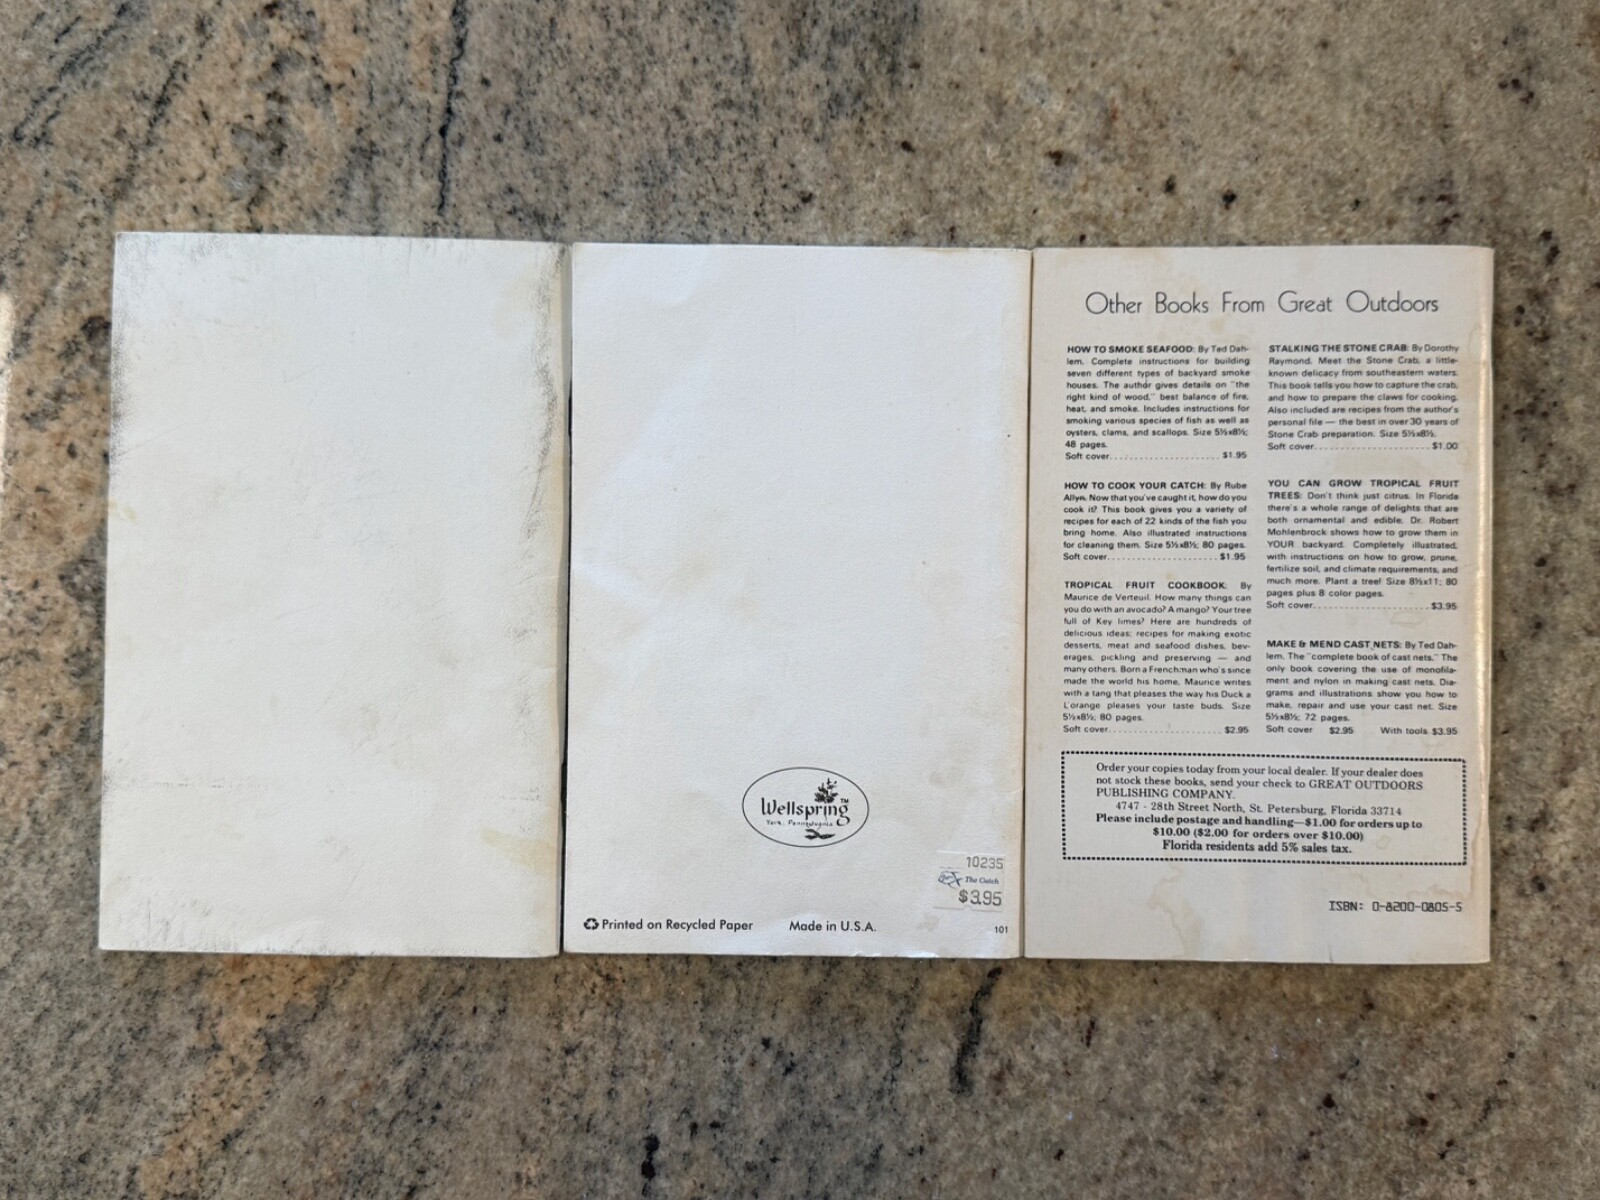 Wellspring™
York, Pennsylvania
10235
The Catch
$3.95
Printed on Recycled Paper Made in U.S.A.
101
Other Books From Great Outdoors
HOW TO SMOKE SEAFOOD: By Ted Dah-
lem. Complete instructions for building
seven different types of backyard smoke
houses. The author gives details on "the
right kind of wood," best balance of fire,
heat, and smoke. Includes instructions for
smoking various species of fish as well as
oysters, clams, and scallops. Size 5½x8½;
48 pages.
Soft cover........................ $1.95
HOW TO COOK YOUR CATCH: By Rube
Allyn. Now that you've caught it, how do you
cook it? This book gives you a variety of
recipes for each of 22 kinds of the fish you
bring home. Also illustrated instructions
for cleaning them. Size 5½x8½; 80 pages.
Soft cover........................ $1.95
TROPICAL FRUIT COOKBOOK: By
Maurice de Verteuil. How many things can
you do with an avocado? A mango? Your tree
full of Key limes? Here are hundreds of
delicious ideas; recipes for making exotic
desserts, meat and seafood dishes, bev-
erages, pickling and preserving — and
many others. Born a Frenchman who's since
made the world his home, Maurice writes
with a tang that pleases the way his Duck a
L'orange pleases your taste buds. Size
5½x8½; 80 pages.
Soft cover........................ $2.95
STALKING THE STONE CRAB: By Dorothy
Raymond. Meet the Stone Crab, a little-
known delicacy from southeastern waters.
This book tells you how to capture the crab,
and how to prepare the claws for cooking.
Also included are recipes from the author's
personal file — the best in over 30 years of
Stone Crab preparation. Size 5½x8½.
Soft cover........................ $1.00
YOU CAN GROW TROPICAL FRUIT
TREES: Don't think just citrus. In Florida
there's a whole range of delights that are
both ornamental and edible. Dr. Robert
Mohlenbrock shows how to grow them in
YOUR backyard. Completely illustrated,
with instructions on how to grow, prune,
fertilize soil, and climate requirements, and
much more. Plant a tree! Size 8½x11; 80
pages plus 8 color pages.
Soft cover........................ $3.95
MAKE & MEND CAST NETS: By Ted Dah-
lem. The "complete book of cast nets." The
only book covering the use of monofila-
ment and nylon in making cast nets. Dia-
grams and illustrations show you how to
make, repair and use your cast net. Size
5½x8½; 72 pages.
Soft cover $2.95 With tools $3.95
Order your copies today from your local dealer. If your dealer does
not stock these books, send your check to GREAT OUTDOORS
PUBLISHING COMPANY.
4747 - 28th Street North, St. Petersburg, Florida 33714
Please include postage and handling—$1.00 for orders up to
$10.00 ($2.00 for orders over $10.00)
Florida residents add 5% sales tax.
ISBN: 0-8200-0805-5